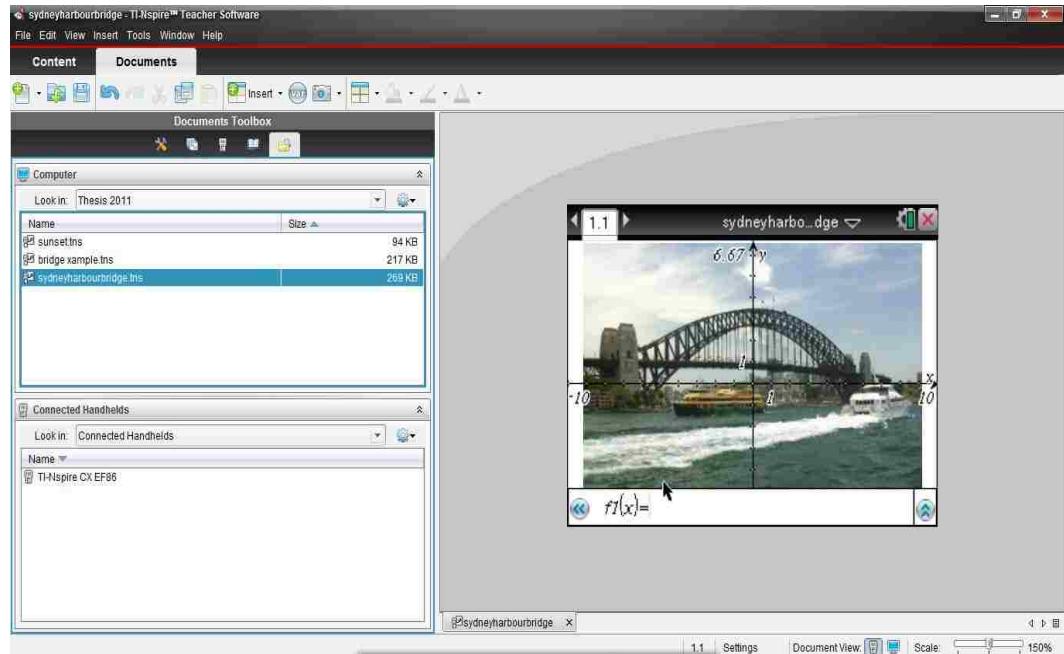 sydneyharbourbridge - TI-Nspire™ Teacher Software
File Edit View Insert Tools Window Help
Content Documents
Insert
Documents Toolbox
Computer
Look in: Thesis 2011
Name Size
sunset.tns 94 KB
bridge xample.tns 217 KB
sydneyharbourbridge.tns 269 KB
Connected Handhelds
Look in: Connected Handhelds
Name
TI-Nspire CX EF86
1.1 sydneyharbo...dge
6.67 y
1
x
-10 1 10
f1(x)=
sydneyharbourbridge
1.1 Settings Document View: Scale: 150%